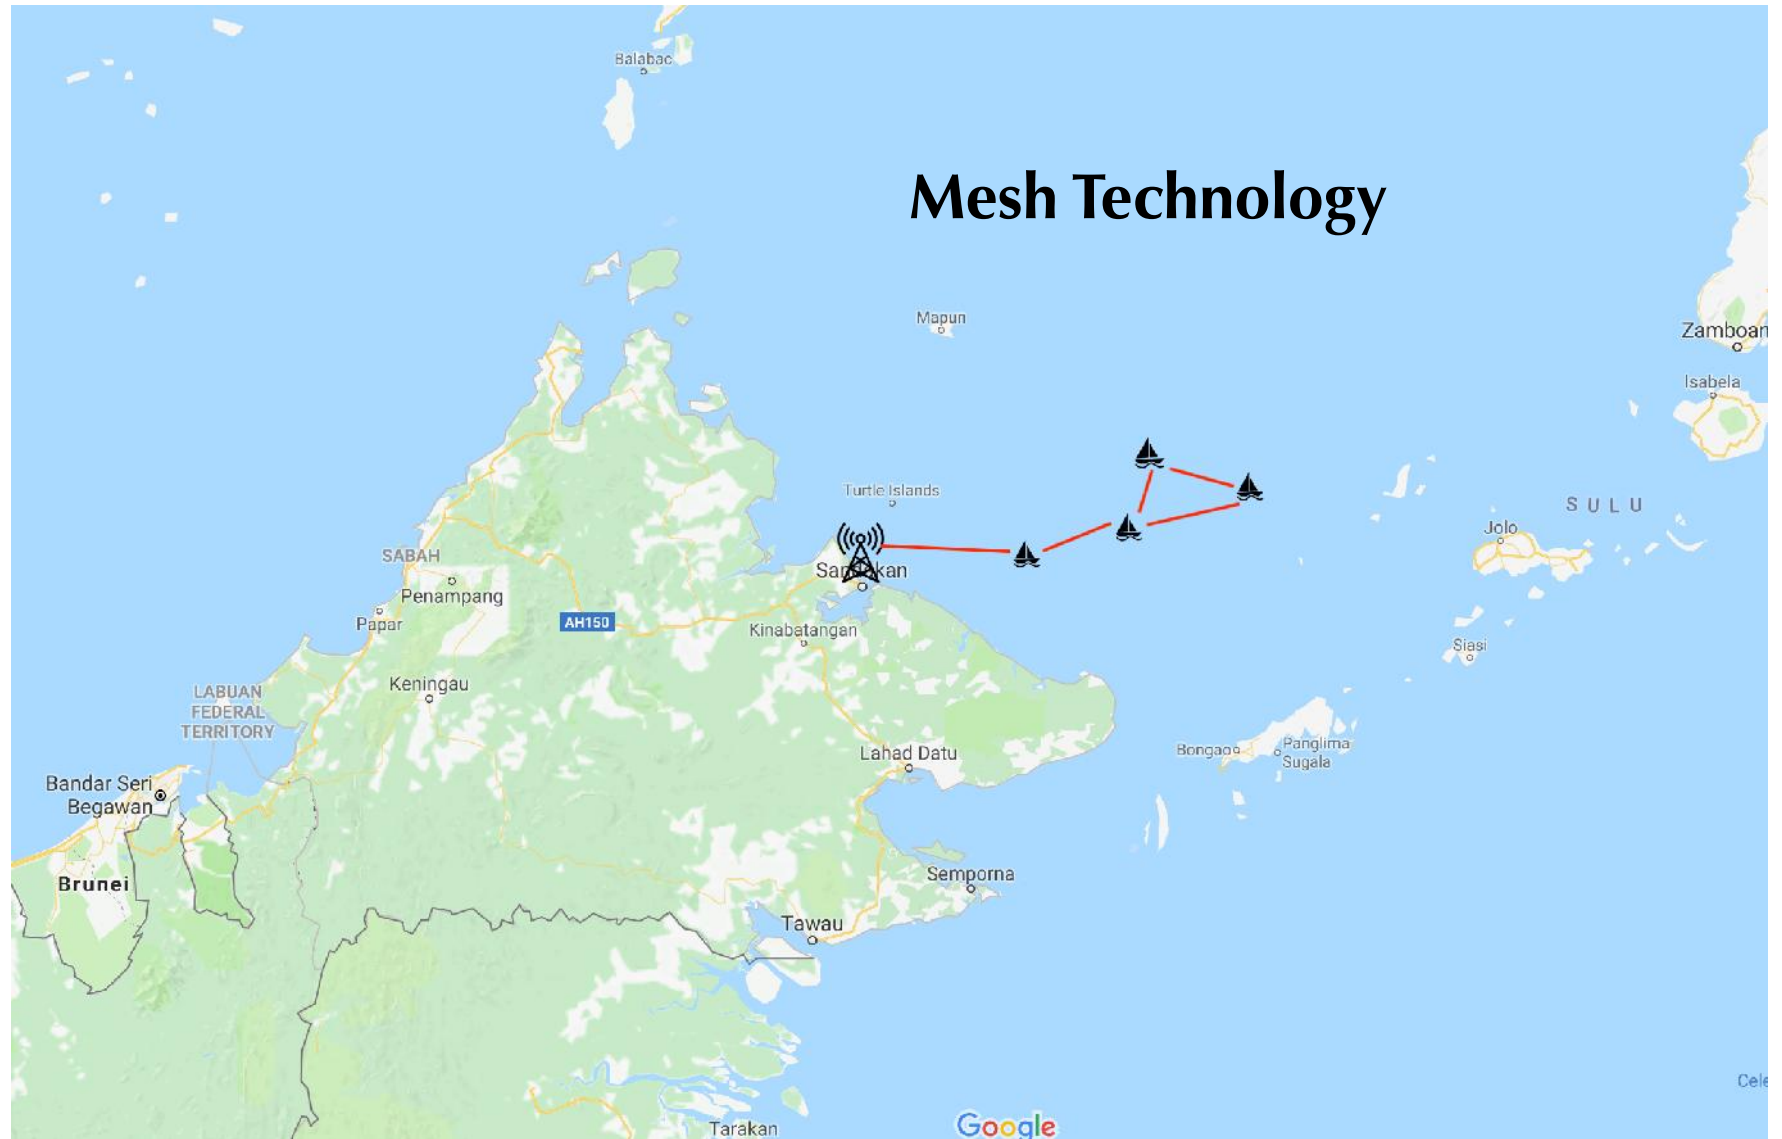 Balabac
Mesh Technology
Mapun
Zamboan
Isabela
Turtle Islands
SULU
Jolo
SABAH
Sandakan
Penampang
Papar
AH150
Kinabatangan
Siasi
Keningau
LABUAN
FEDERAL
TERRITORY
Lahad Datu
Bongao
Panglima
Sugala
Bandar Seri
Begawan
Brunei
Semporna
Tawau
Cele
Tarakan
Google